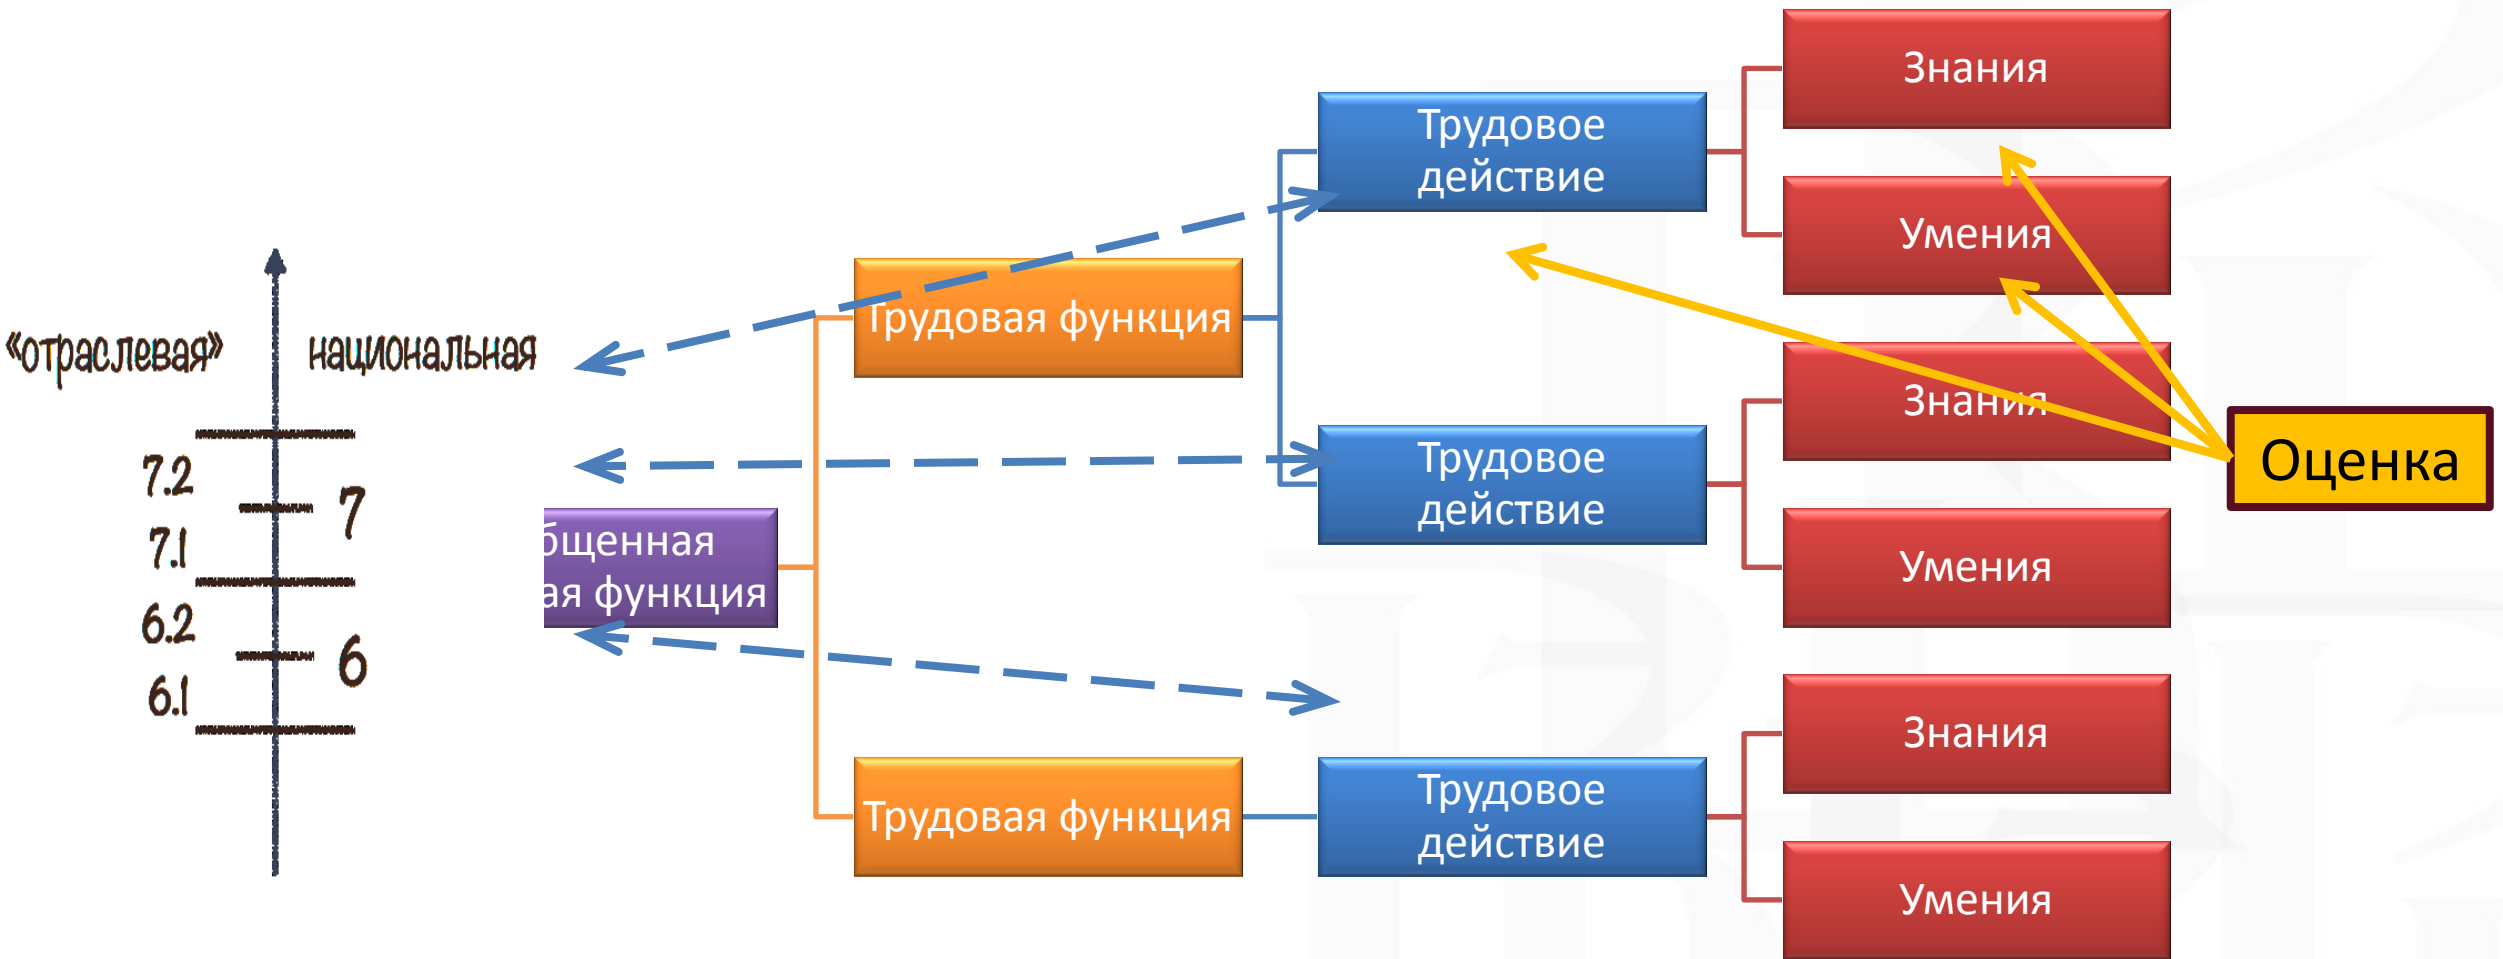 «отраслевая»
национальная
7.2
7
7.1
6.2
6
6.1
бщенная
ая функция
Трудовая функция
Трудовая функция
Трудовое
действие
Трудовое
действие
Трудовое
действие
Знания
Умения
Знания
Умения
Знания
Умения
Оценка